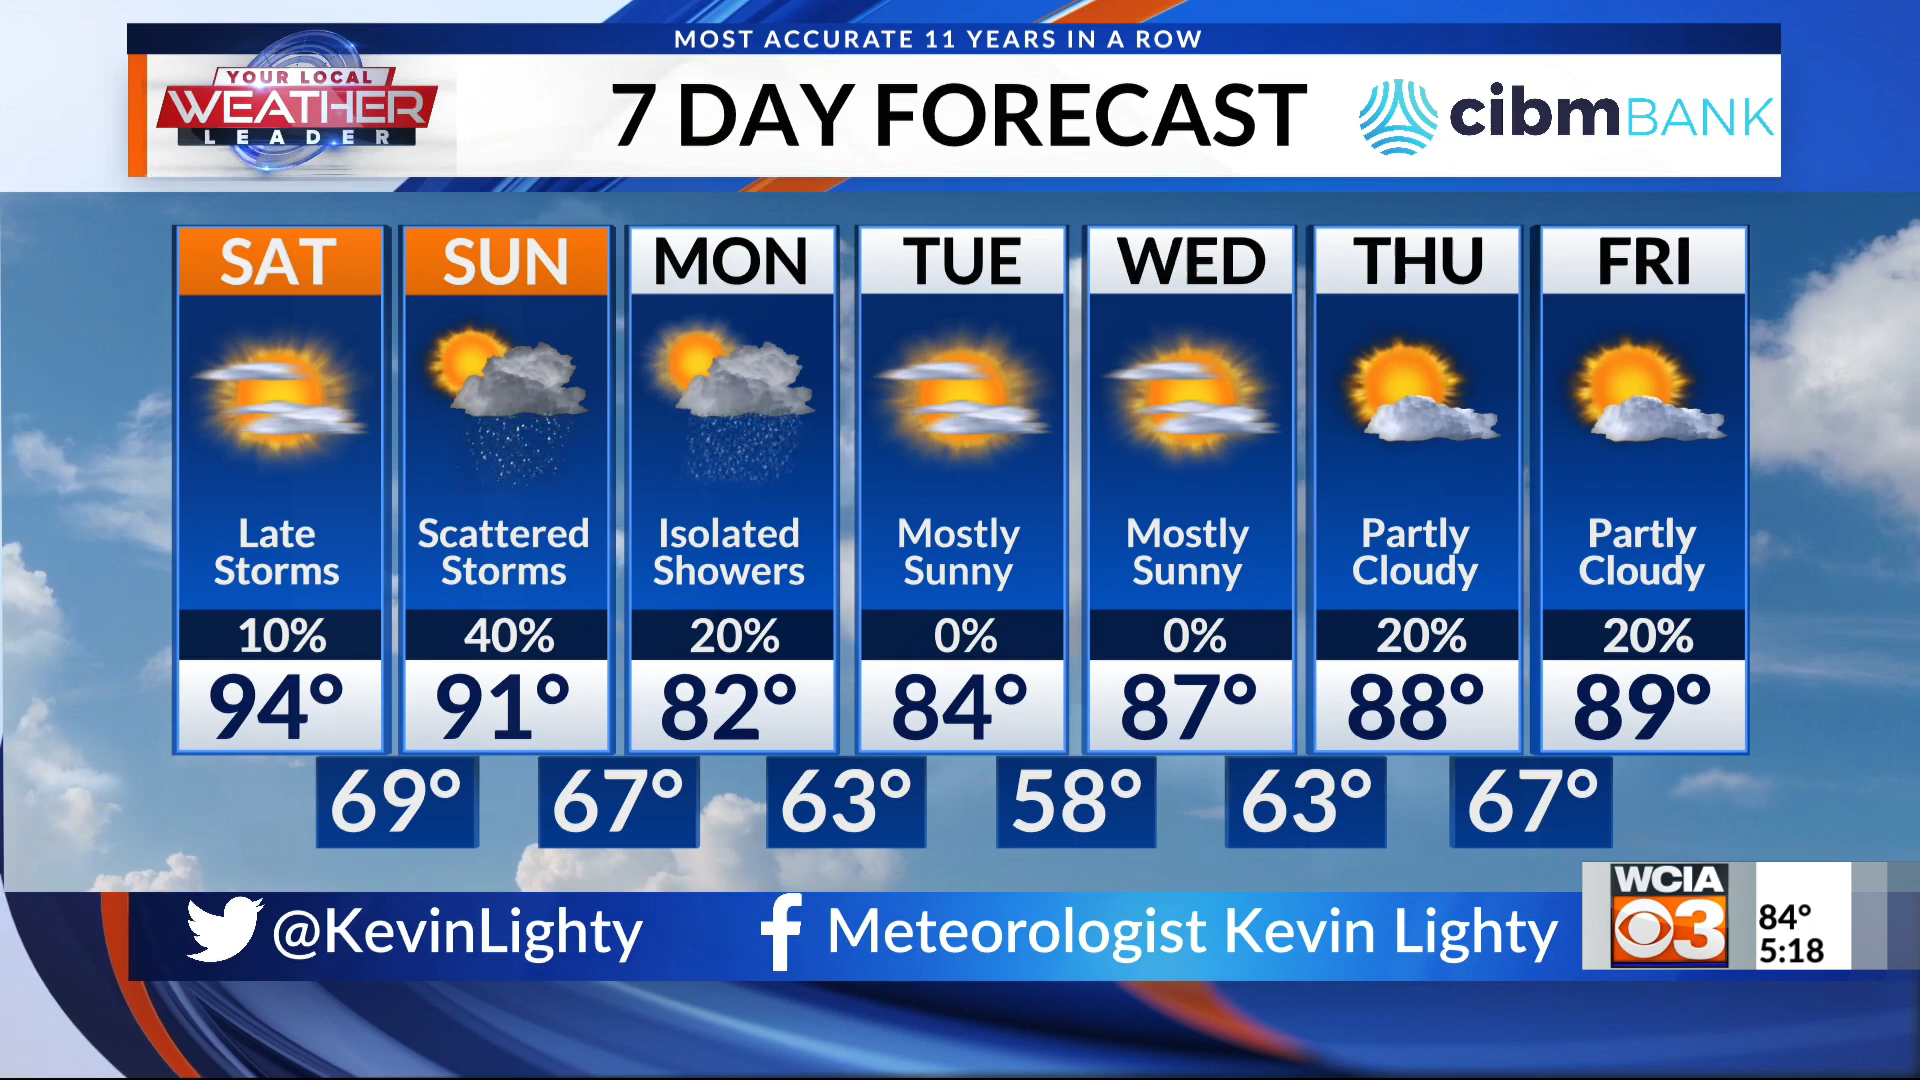 MOST ACCURATE 11 YEARS IN A ROW
YOUR LOCAL
WEATHER
LEADER
7 DAY FORECAST
cibm BANK
SAT SUN MON TUE WED THU FRI
Late Scattered Isolated Mostly Mostly Partly Partly
Storms Storms Showers Sunny Sunny Cloudy Cloudy
10% 40% 20% 0% 0% 20% 20%
94° 91° 82° 84° 87° 88° 89°
69° 67° 63° 58° 63° 67°
@KevinLighty
Meteorologist Kevin Lighty
WCIA
3
84°
5:18